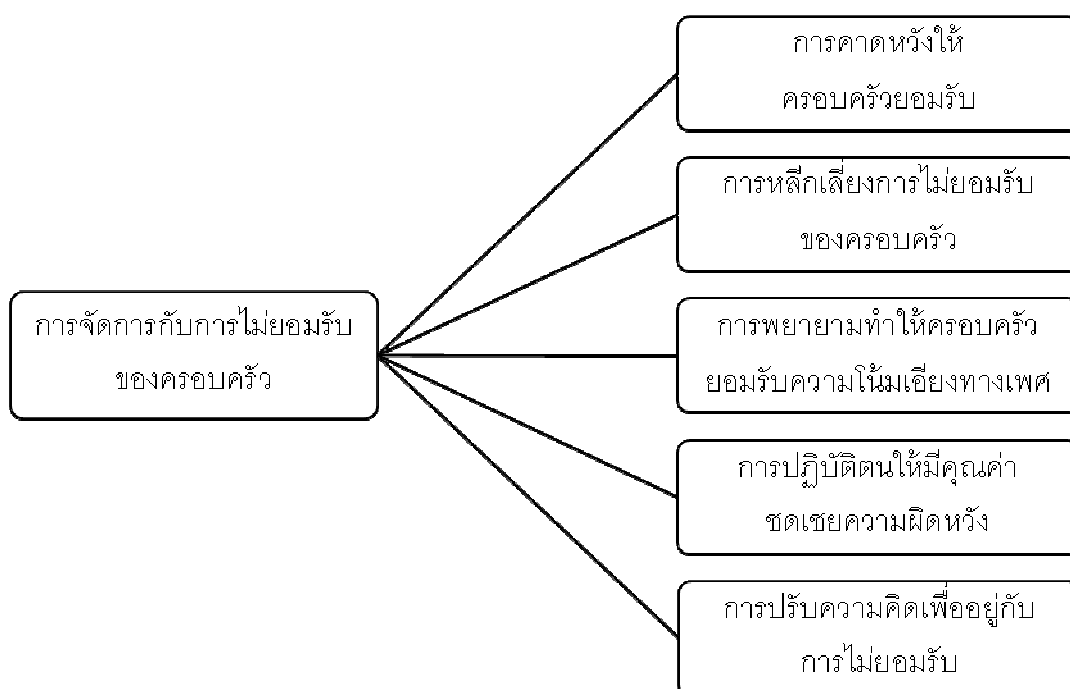 การจัดการกับการไม่ยอมรับ
ของครอบครัว
การคาดหวังให้
ครอบครัวยอมรับ
การหลีกเลี่ยงการไม่ยอมรับ
ของครอบครัว
การพยายามทำให้ครอบครัว
ยอมรับความโน้มเอียงทางเพศ
การปฏิบัติตนให้มีคุณค่า
ชดเชยความผิดหวัง
การปรับความคิดเพื่ออยู่กับ
การไม่ยอมรับ